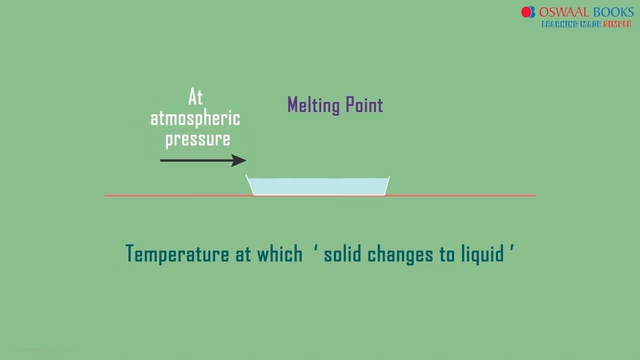 OSWAAL BOOKS
LEARNING MADE SIMPLE
At
atmospheric
pressure
Melting Point
Temperature at which ‘ solid changes to liquid ’